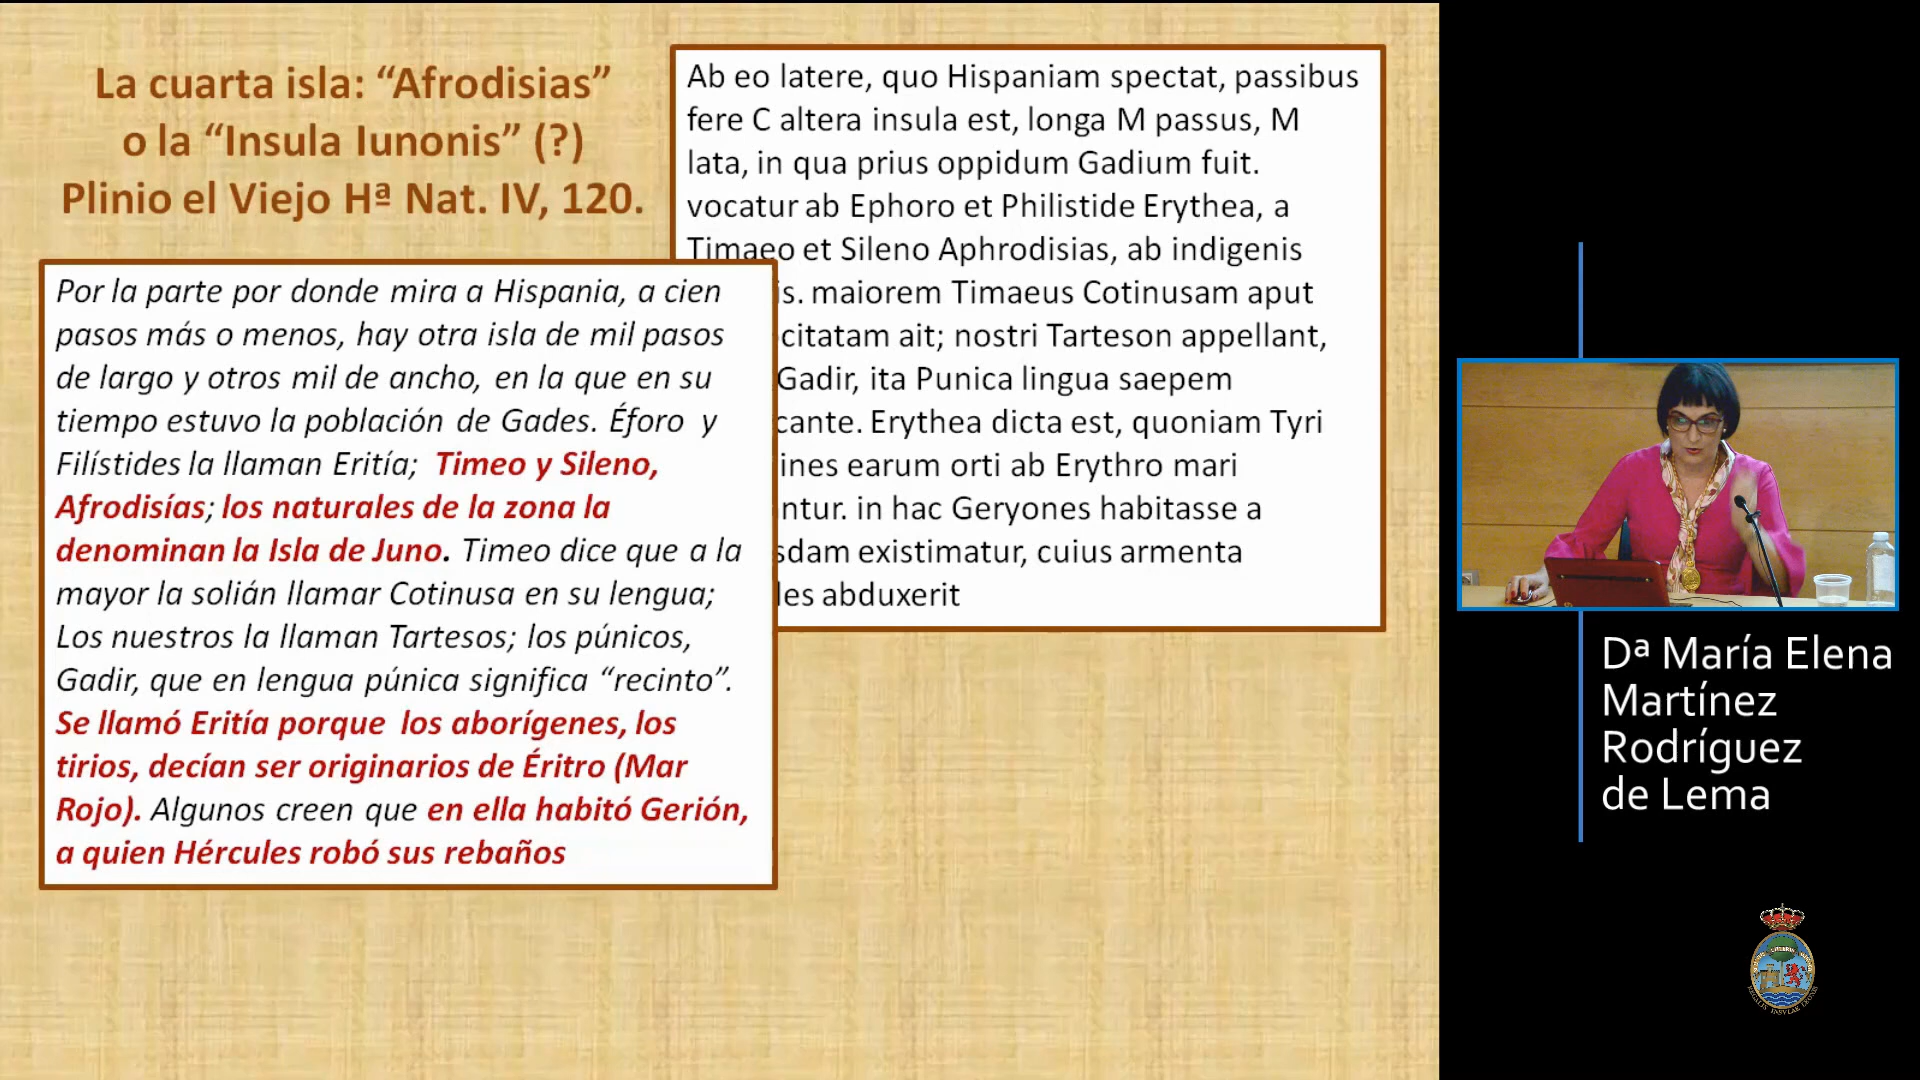 La cuarta isla: “Afrodisias”
o la “Insula Iunonis” (?)
Plinio el Viejo Hª Nat. IV, 120.
Ab eo latere, quo Hispaniam spectat, passibus
fere C altera insula est, longa M passus, M
lata, in qua prius oppidum Gadium fuit.
vocatur ab Ephoro et Philistide Erythea, a
Timaeo et Sileno Aphrodisias, ab indigenis
is. maiorem Timaeus Cotinusam aput
citatam ait; nostri Tarteson appellant,
Gadir, ita Punica lingua saepem
cante. Erythea dicta est, quoniam Tyri
ines earum orti ab Erythro mari
ntur. in hac Geryones habitasse a
sdam existimatur, cuius armenta
les abduxerit
Por la parte por donde mira a Hispania, a cien
pasos más o menos, hay otra isla de mil pasos
de largo y otros mil de ancho, en la que en su
tiempo estuvo la población de Gades. Éforo y
Filístides la llaman Eritía; Timeo y Sileno,
Afrodisías; los naturales de la zona la
denominan la Isla de Juno. Timeo dice que a la
mayor la solián llamar Cotinusa en su lengua;
Los nuestros la llaman Tartesos; los púnicos,
Gadir, que en lengua púnica significa “recinto”.
Se llamó Eritía porque los aborígenes, los
tirios, decían ser originarios de Éritro (Mar
Rojo). Algunos creen que en ella habitó Gerión,
a quien Hércules robó sus rebaños
Dª María Elena
Martínez
Rodríguez
de Lema